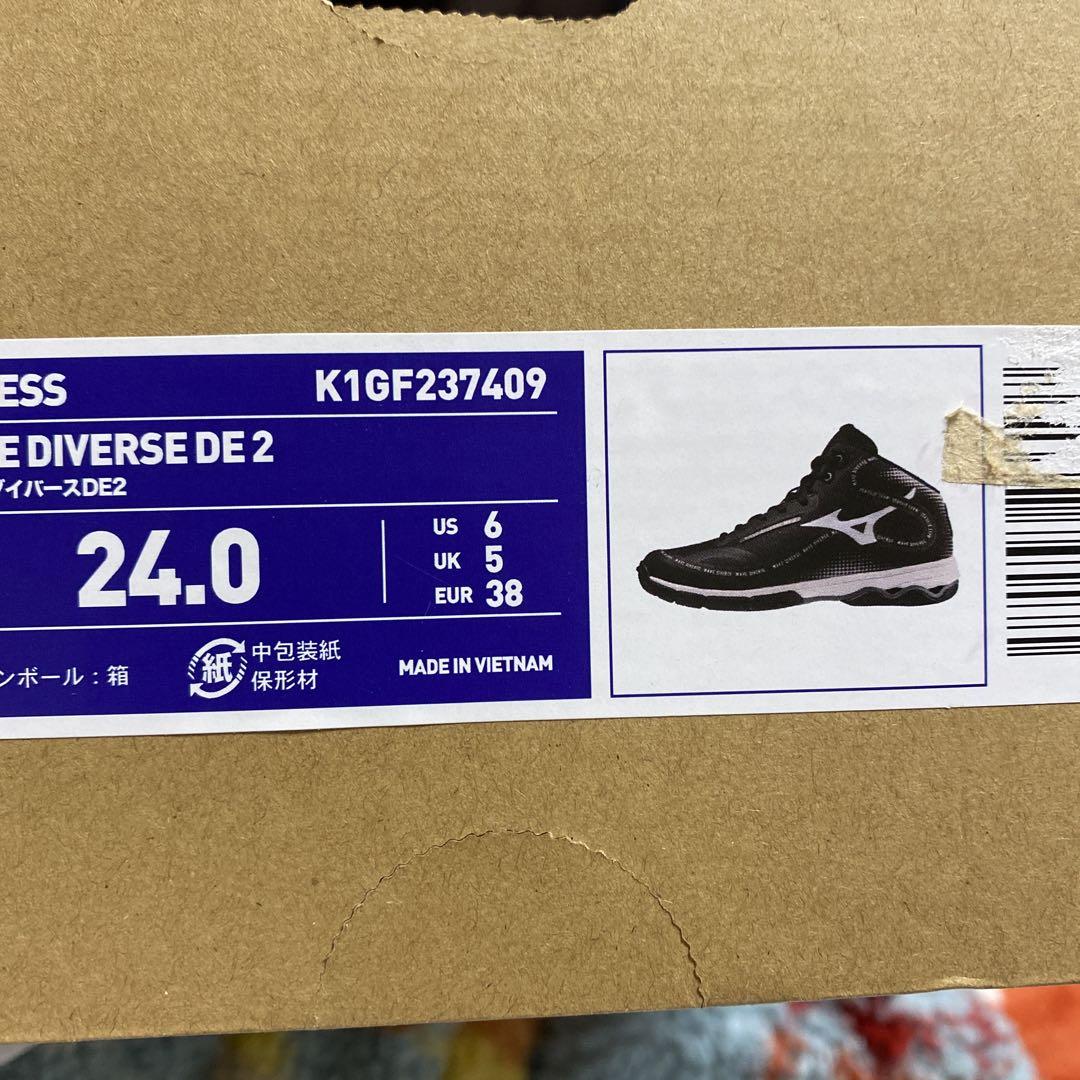 ESS
K1GF237409
E DIVERSE DE 2
ダイバースDE2
24.0
US 6
UK 5
EUR 38
ンボール：箱
紙
中包装紙
保形材
MADE IN VIETNAM